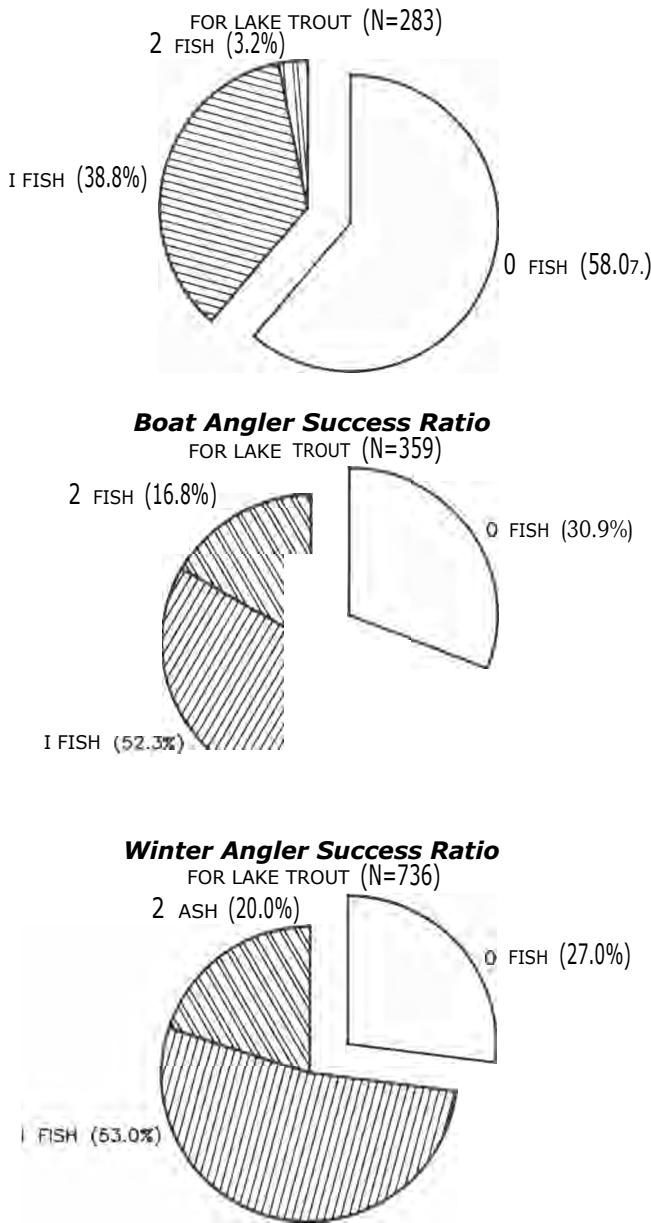 FOR LAKE TROUT (N=283)
2 FISH (3.2%)
I FISH (38.8%)
0 FISH (58.07.)
Boat Angler Success Ratio
FOR LAKE TROUT (N=359)
2 FISH (16.8%)
0 FISH (30.9%)
I FISH (52.3%)
Winter Angler Success Ratio
FOR LAKE TROUT (N=736)
2 ASH (20.0%)
0 FISH (27.0%)
I FISH (53.0%)